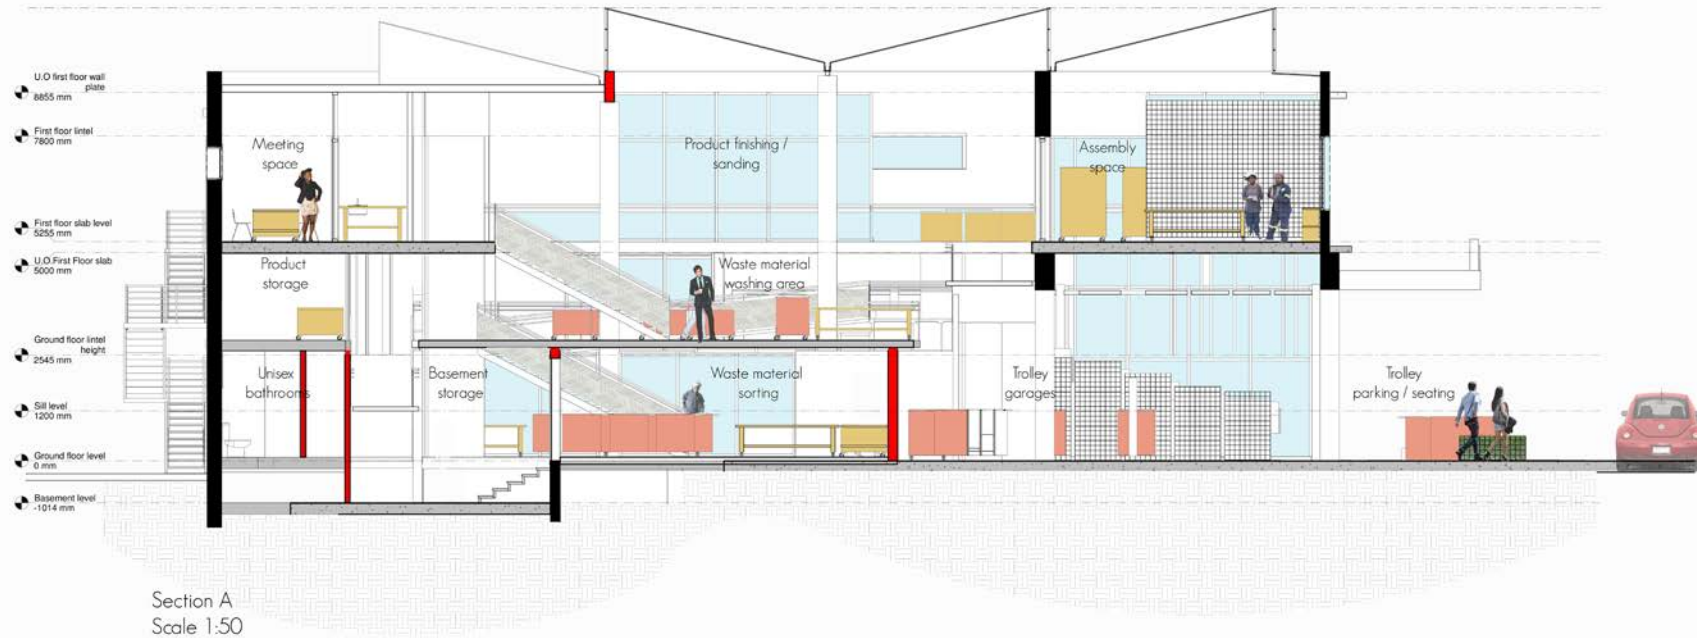 U.O first floor wall
plate
8855 mm
First floor lintel
7800 mm
Meeting
space
Product finishing /
sanding
Assembly
space
First floor slab level
5255 mm
U.O.First Floor slab
5000 mm
Product
storage
Waste material
washing area
Ground floor lintel
height
2545 mm
Unisex
bathrooms
Basement
storage
Waste material
sorting
Trolley
garages
Trolley
parking / seating
Sill level
1200 mm
Ground floor level
0 mm
Basement level
-1014 mm
Section A
Scale 1:50